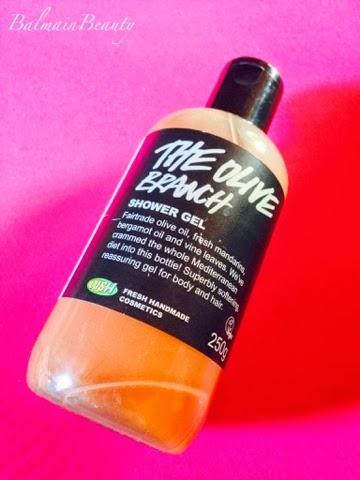 BalmainBeauty
THE OLIVE
BRANCH
SHOWER GEL
Fairtrade olive oil, fresh mandarins,
bergamot oil and vine leaves. We've
crammed the whole Mediterranean
diet into this bottle! Superbly softening,
reassuring gel for body and hair.
LUSH
FRESH HANDMADE
COSMETICS
250g